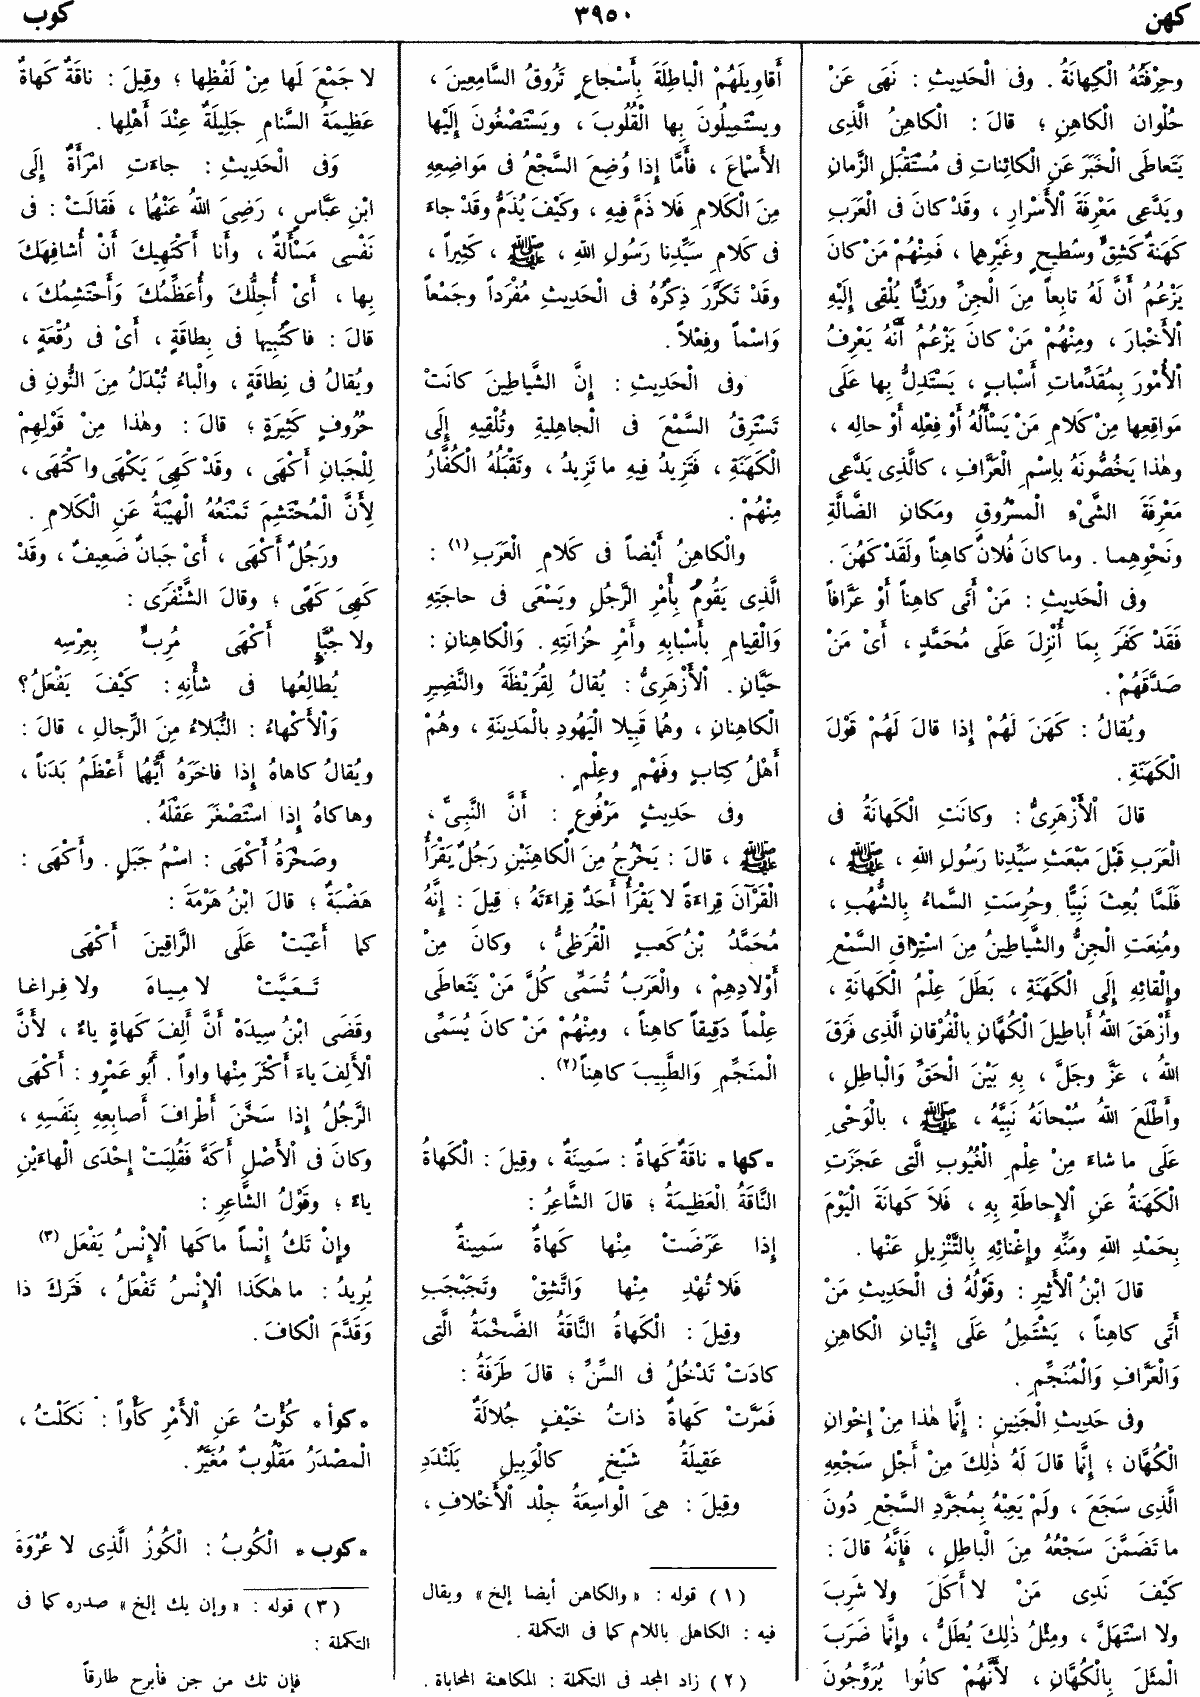 كهن
٣٩٥٠
كوب
وحِرْفَتُهُ الْكِهانَةُ . وفى الْحَدِيثِ : نَهَى عَنْ
حُلْوانِ الْكاهِنِ ؛ قالَ : الْكاهِنُ الَّذِى
يَتَعاطَى الْخَبَرَ عَنِ الْكائِناتِ فى مُسْتَقْبَلِ الزَّمانِ
ويَدَّعِى مَعْرِفَةَ الْأَسْرارِ ، وقَدْ كانَ فى الْعَرَبِ
كَهَنَةٌ كَشِقٍّ وسَطيحٍ وغَيْرِهِما ، فَمِنْهُمْ مَنْ كانَ
يَزْعُمُ أَنَّ لَهُ تابِعاً مِنَ الْجِنِّ ورَئِيًّا يُلْقِى إِلَيْهِ
الْأَخْبارَ ، ومِنْهُمْ مَنْ كانَ يَزْعُمُ أَنَّهُ يَعْرِفُ
الْأُمُورَ بِمُقَدِّماتِ أَسْبابٍ ، يَسْتَدِلُّ بِها عَلَى
مَواقِعِها مِنْ كَلامِ مَنْ يَسْأَلُهُ أَوْ فِعْلِهِ أَوْ حالِهِ ،
وهٰذا يَخُصُّونَهُ بِاسْمِ الْعَرَّافِ ، كالَّذِى يَدَّعِى
مَعْرِفَةَ الشَّىْءِ الْمَسْرُوقِ ومَكانِ الضَّالَّةِ
ونَحْوِهِما . وما كانَ فُلانٌ كاهِناً ولَقَدْ كَهُنَ .
وفى الْحَدِيثِ : مَنْ أَتَى كاهِناً أَوْ عَرَّافاً
فَقَدْ كَفَرَ بِمَا أُنْزِلَ عَلَى مُحَمَّدٍ ، أَىْ مَنْ
صَدَّقَهُمْ .
ويُقالُ : كَهَنَ لَهُمْ إِذا قالَ لَهُمْ قَوْلَ
الْكَهَنَةِ .
قالَ الْأَزْهَرِىُّ : وكانَتِ الْكَهانَةُ فى
الْعَرَبِ قَبْلَ مَبْعَثِ سَيِّدِنا رَسُولِ اللهِ ، ﷺ ،
فَلَمَّا بُعِثَ نَبِيًّا وحُرِسَتِ السَّماءُ بِالشُّهُبِ ،
ومُنِعَتِ الْجِنُّ والشَّياطِينُ مِنَ اسْتِراقِ السَّمْعِ
وإِلْقائِهِ إِلَى الْكَهَنَةِ ، بَطَلَ عِلْمُ الْكَهانَةِ ،
وأَزْهَقَ اللهُ أَباطِيلَ الْكُهَّانِ بِالْفُرْقانِ الَّذِى فَرَقَ
اللهُ ، عَزَّ وجَلَّ ، بِهِ بَيْنَ الْحَقِّ والْباطِلِ ،
وأَطْلَعَ اللهُ سُبْحانَهُ نَبِيَّهُ ، ﷺ ، بِالْوَحْىِ
عَلَى ما شاءَ مِنْ عِلْمِ الْغُيُوبِ الَّتِى عَجَزَتِ
الْكَهَنَةُ عَنِ الْإِحاطَةِ بِهِ ، فَلاَ كَهانَةَ الْيَوْمَ
بِحَمْدِ اللهِ ومَنِّهِ وإِغْنائِهِ بِالتَّنْزِيلِ عَنْها .
قالَ ابْنُ الْأَثِيرِ : وقَوْلُهُ فى الْحَدِيثِ مَنْ
أَتَى كاهِناً ، يَشْتَمِلُ عَلَى إِتْيانِ الْكاهِنِ
والْعَرَّافِ والْمُنَجِّمِ .
وفى حَدِيثِ الْجَنِينِ : إِنَّما هٰذا مِنْ إِخْوانِ
الْكُهَّانِ ؛ إِنَّما قالَ لَهُ ذٰلِكَ مِنْ أَجْلِ سَجْعِهِ
الَّذِى سَجَعَ ، ولَمْ يَعِبْهُ بِمُجَرَّدِ السَّجْعِ دُونَ
ما تَضَمَّنَ سَجْعُهُ مِنَ الْباطِلِ ، فَإِنَّهُ قالَ :
كَيْفَ نَدِى مَنْ لا أَكَلَ ولا شَرِبَ
ولا اسْتَهَلَّ ، ومِثْلُ ذٰلِكَ يُطَلُّ ، وإِنَّما ضَرَبَ
الْمَثَلَ بِالْكُهَّانِ ، لأَنَّهُمْ كانُوا يُرَوِّجُونَ
أَقاوِيلَهُمْ الْباطِلَةَ بِأَسْجاعٍ تَرُوقُ السَّامِعِينَ ،
ويسْتَمِيلُونَ بِها الْقُلُوبَ ، ويَسْتَصْغُونَ إِلَيْها
الأَسْماعَ ، فَأَمَّا إِذا وُضِعَ السَّجْعُ فى مَواضِعِهِ
مِنَ الْكَلامِ فَلا ذَمَّ فِيهِ ، وكَيْفَ يُذَمُّ وقَدْ جاءَ
فى كَلامِ سَيِّدِنا رَسُولِ اللهِ ، ﷺ ، كَثِيراً ،
وقَدْ تَكَرَّرَ ذِكْرُهُ فى الْحَدِيثِ مُفْرَداً وجَمْعاً
وَاسْماً وفِعْلاً .
وفى الْحَدِيثِ : إِنَّ الشَّياطِينَ كانَتْ
تَسْتَرِقُ السَّمْعَ فى الْجاهِلِيةِ وتُلْقِيهِ إِلَى
الْكَهَنَةِ ، فَتَزِيدُ فِيهِ ما تَزِيدُ ، وتَقْبَلُهُ الْكُفَّارُ
مِنْهُمْ .
والْكاهِنُ أَيْضاً فى كَلامِ الْعَرَبِ (١) :
الَّذِى يَقُومُ بِأَمْرِ الرَّجُلِ ويَسْعَى فى حاجَتِهِ
وَالْقِيامِ بِأَسْبابِهِ وأَمْرِ حُزانَتِهِ . وَالْكاهِنانِ :
حَيَّانِ . الْأَزْهَرِىُّ : يُقالُ لِقُرَيْظَةَ والنَّضِيرِ
الْكاهِنانِ ، وهُما قَبِيلا الْيَهُودِ بالْمَدِينَةِ ، وهُمْ
أَهْلُ كِتابٍ وفَهْمٍ وعِلْمٍ .
وفى حَدِيثٍ مَرْفُوعٍ : أَنَّ النَّبِىَّ ،
ﷺ ، قالَ : يَخْرُجُ مِنَ الْكاهِنَيْنِ رَجُلٌ يَقْرَأُ
الْقُرْآنَ قِراءَةً لا يَقْرَأُ أَحَدٌ قِراءَتَهُ ؛ قِيلَ : إِنَّهُ
مُحَمَّدُ بْنُ كَعبٍ الْقُرَظِىُّ ، وكانَ مِنْ
أَوْلادِهِمْ ، والْعَرَبُ تُسَمِّى كُلَّ مَنْ يَتَعاطَى
عِلْماً دَقِيقاً كاهِناً ، ومِنْهُمْ مَنْ كانَ يُسَمِّى
الْمُنَجِّمِ وَالطَّبِيبَ كاهِناً (٢) .
٭ كها ٭ ناقَةٌ كَهاةٌ : سَمِينَةٌ ، وقِيلَ : الْكَهاةُ
النَّاقَةُ الْعَظِيمَةُ ؛ قالَ الشَّاعِرُ :
إِذا عَرَضَتْ مِنْها كَهاةٌ سَمِينَةٌ
فَلا تُهْدِ مِنْها وَاتَّشِقْ وتَجَبْجَبِ
وقِيلَ : الْكَهاةُ النَّاقَةُ الضَّخْمَةُ الَّتِى
كادَتْ تَدْخُلُ فى السِّنِّ ؛ قالَ طَرَفَةُ :
فَمَرَّتْ كَهاةٌ ذاتُ خَيْفٍ جُلالَةٌ
عَقِيلَةُ شَيْخٍ كالْوَبِيلِ يَلَنْدَدِ
وقِيلَ : هِىَ الْواسِعَةُ جِلْدِ الْأَخْلافِ ،
(١) قوله : «والكاهن أيضا إلخ» ويقال
فيه : الكاهل باللام كما فى التكملة .
(٢) زاد المجد فى التكملة : المكاهنة المحاباة .
لا جَمْعَ لَها مِنْ لَفْظِها ؛ وقِيلَ : ناقَةٌ كَهاةٌ
عَظِيمَةُ السَّنامِ جَلِيلَةٌ عِنْدَ أَهْلِها .
وَفى الْحَدِيثِ : جاءَتِ امْرَأَةٌ إِلَى
ابْنِ عَبَّاسٍ ، رَضِىَ اللهُ عَنْهُما ، فَقالَتْ : فى
نَفْسِى مَسْأَلَةٌ ، وأَنا أَكْتَهِيكَ أَنْ أُشافِهَكَ
بِها ، أَىْ أُجِلُّكَ وأُعَظِّمُكَ وَأَحْتَشِمُكَ ،
قالَ : فاكْتُبِيها فى بِطاقَةٍ ، أَىْ فى رُقْعَةٍ ،
ويُقالُ فى نِطاقَةٍ ، والْباءُ تُبْدَلُ مِنَ النُّونِ فى
حُرُوفٍ كَثِيرَةٍ ؛ قالَ : وهٰذا مِنْ قَوْلِهِمْ
لِلْجَبانِ أَكْهَى ، وقَدْ كَهِىَ يَكْهَى واكْتَهَى ،
لأَنَّ الْمُحْتَشِمَ تَمْنَعُهُ الْهَيْبَةُ عَنِ الْكَلامِ .
ورَجُلٌ أَكْهَى ، أَىْ جَبانٌ ضَعِيفٌ ، وقَدْ
كَهِىَ كَهًى ؛ وقالَ الشَّنْفَرَى :
ولا جُبَّإٍ أَكْهَى مُرِبٍّ بِعِرْسِهِ
يُطالِعُها فى شأْنِهِ : كَيْفَ يَفْعَلُ؟
وَالْأَكْهاءُ : النُّبَلاءُ مِنَ الرِّجالِ ، قالَ :
ويُقالُ كاهاهُ إِذا فاخَرَهُ أَيُّهُما أَعْظَمُ بَدَناً ،
وهاكاهُ إِذا اسْتَصْغَرَ عَقْلَهُ .
وصَخْرَةُ أَكْهَى : اسْمُ جَبَلٍ . وأَكْهَى :
هَضْبَةٌ ؛ قالَ ابْنُ هَرْمَةَ :
كما أَعْيَتْ عَلَى الرَّاقِينَ أَكْهَى
تَعَيَّتْ لا مِياهَ ولا فِراغا
وقَضَى ابْنُ سِيدَهْ أَنَّ أَلِفَ كَهاةٍ ياءٌ ، لأَنَّ
الْأَلِفَ ياءً أَكْثَرَ مِنْها واواً . أَبُو عَمْرٍو : أَكْهَى
الرَّجُلُ إِذا سَخَّنَ أَطْرافَ أَصابِعِهِ بِنَفَسِهِ ،
وكانَ فى الْأَصْلِ أَكَهَّ فَقُلِبَتْ إِحْدَى الْهاءَيْنِ
ياءً ؛ وقَوْلُ الشَّاعِرِ :
وإِنْ تَكُ إِنْساً ماكَها الْإِنْسُ يَفْعَل (٣)
يُرِيدُ : ما هٰكَذا الْإِنْسُ تَفْعَلُ ، فَتَركَ ذا
وَقَدَّمَ الْكافَ .
٭ كوأ ٭ كُؤْتُ عَنِ الْأَمْرِ كَأْواً : نَكَلْتُ ،
الْمصْدَرُ مَقْلُوبٌ مُغَيَّرٌ .
٭ كوب ٭ الْكُوبُ : الْكُوزُ الَّذِى لا عُرْوَةَ
(٣) قوله : «وإن يك إلخ» صدره كما فى
التكملة :
فإن تك من جن فأبرح طارقاً